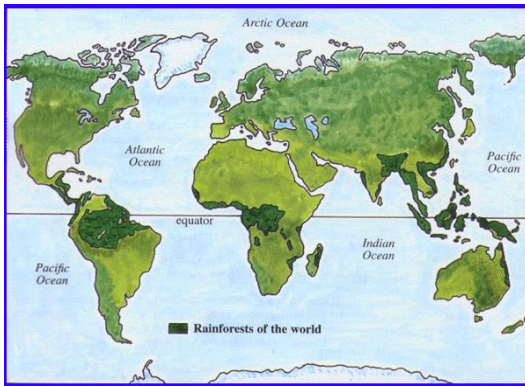 Arctic Ocean
Atlantic
Ocean
Pacific
Ocean
equator
Indian
Ocean
Pacific
Ocean
Rainforests of the world